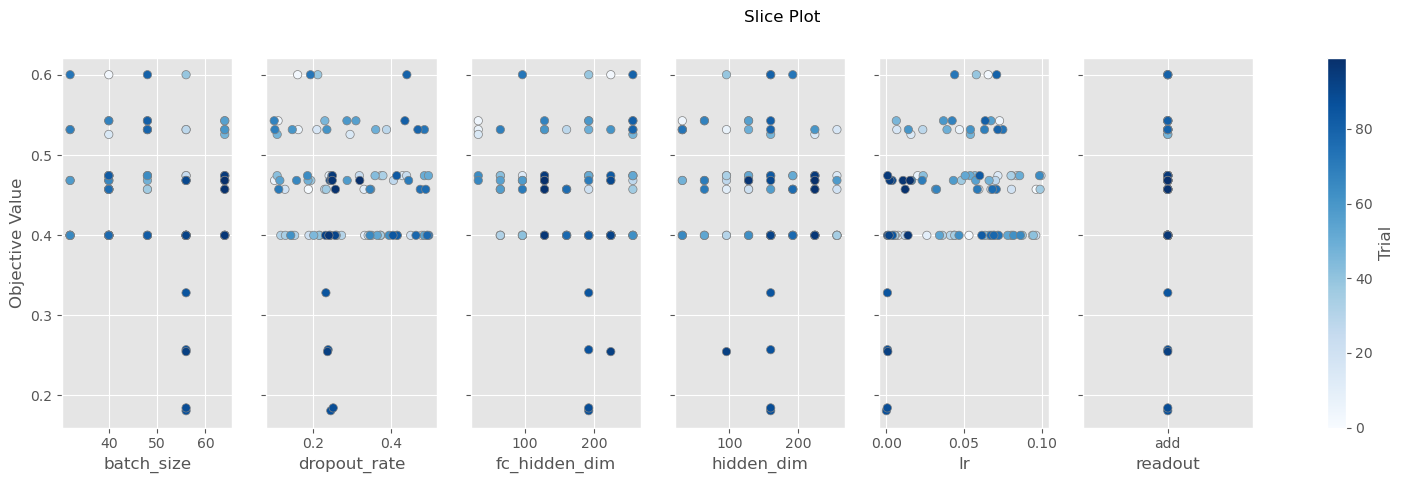 Slice Plot
Objective Value
0.6
0.5
0.4
0.3
0.2
40 50 60
batch_size
0.2 0.4
dropout_rate
100 200
fc_hidden_dim
100 200
hidden_dim
0.00 0.05 0.10
lr
add
readout
80
60
40
20
0
Trial